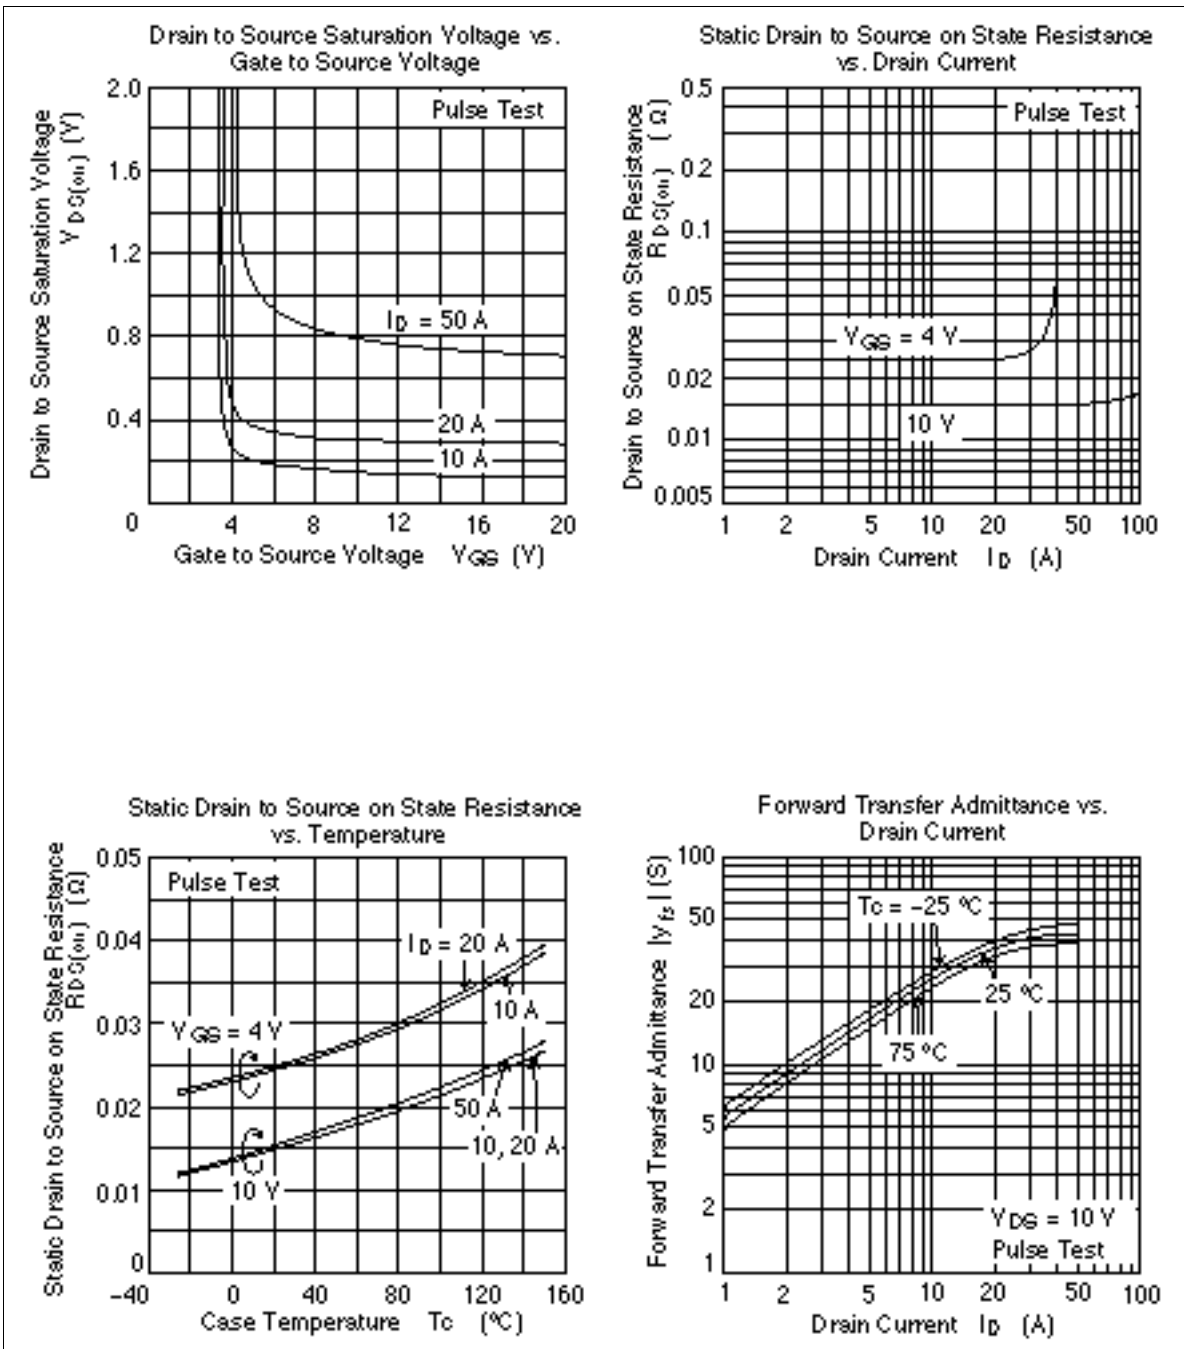 Drain to Source Saturation Voltage vs.
Gate to Source Voltage
Drain to Source Saturation Voltage
V DS(on) (V)
2.0
1.6
1.2
0.8
0.4
0
Pulse Test
I D = 50 A
20 A
10 A
4 8 12 16 20
Gate to Source Voltage V GS (V)
Static Drain to Source on State Resistance
vs. Drain Current
Drain to Source on State Resistance
R DS(on) (Ω)
0.5
0.2
0.1
0.05
0.02
0.01
0.005
Pulse Test
V GS = 4 V
10 V
1 2 5 10 20 50 100
Drain Current I D (A)
Static Drain to Source on State Resistance
vs. Temperature
Static Drain to Source on State Resistance
R DS(on) (Ω)
0.05
0.04
0.03
0.02
0.01
0
Pulse Test
I D = 20 A
10 A
V GS = 4 V
50 A
10, 20 A
10 V
−40 0 40 80 120 160
Case Temperature Tc (°C)
Forward Transfer Admittance vs.
Drain Current
Forward Transfer Admittance |y fs| (S)
100
50
20
10
5
2
1
Tc = −25 °C
25 °C
75 °C
V DS = 10 V
Pulse Test
1 2 5 10 20 50 100
Drain Current I D (A)